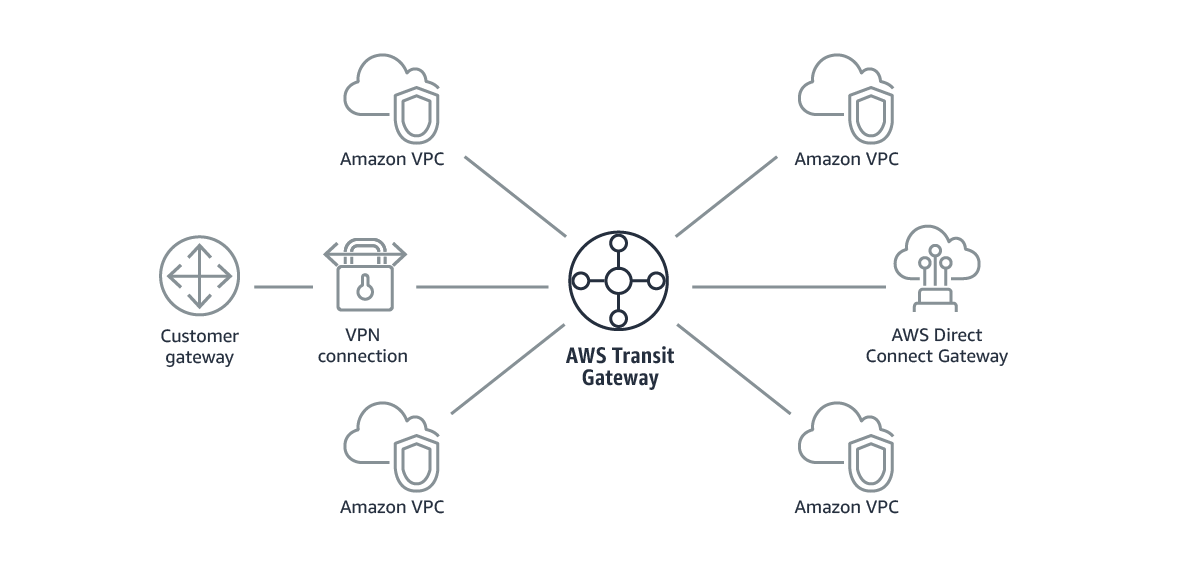 Amazon VPC
Amazon VPC
Customer
gateway
VPN
connection
AWS Transit
Gateway
AWS Direct
Connect Gateway
Amazon VPC
Amazon VPC